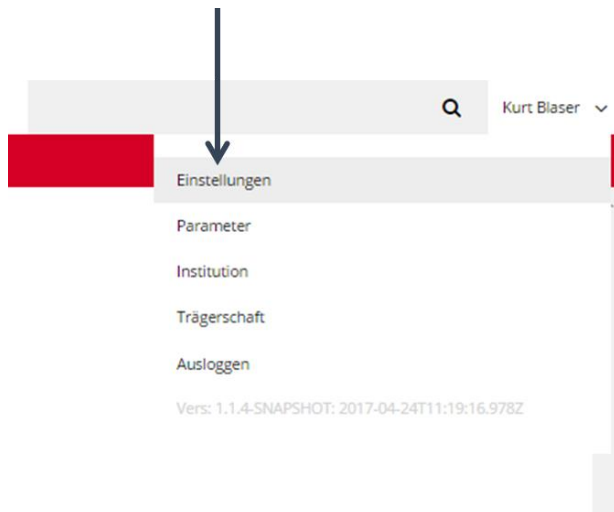 Kurt Blaser
Einstellungen
Parameter
Institution
Trägerschaft
Ausloggen
Vers: 1.1.4-SNAPSHOT: 2017-04-24T11:19:16.978Z